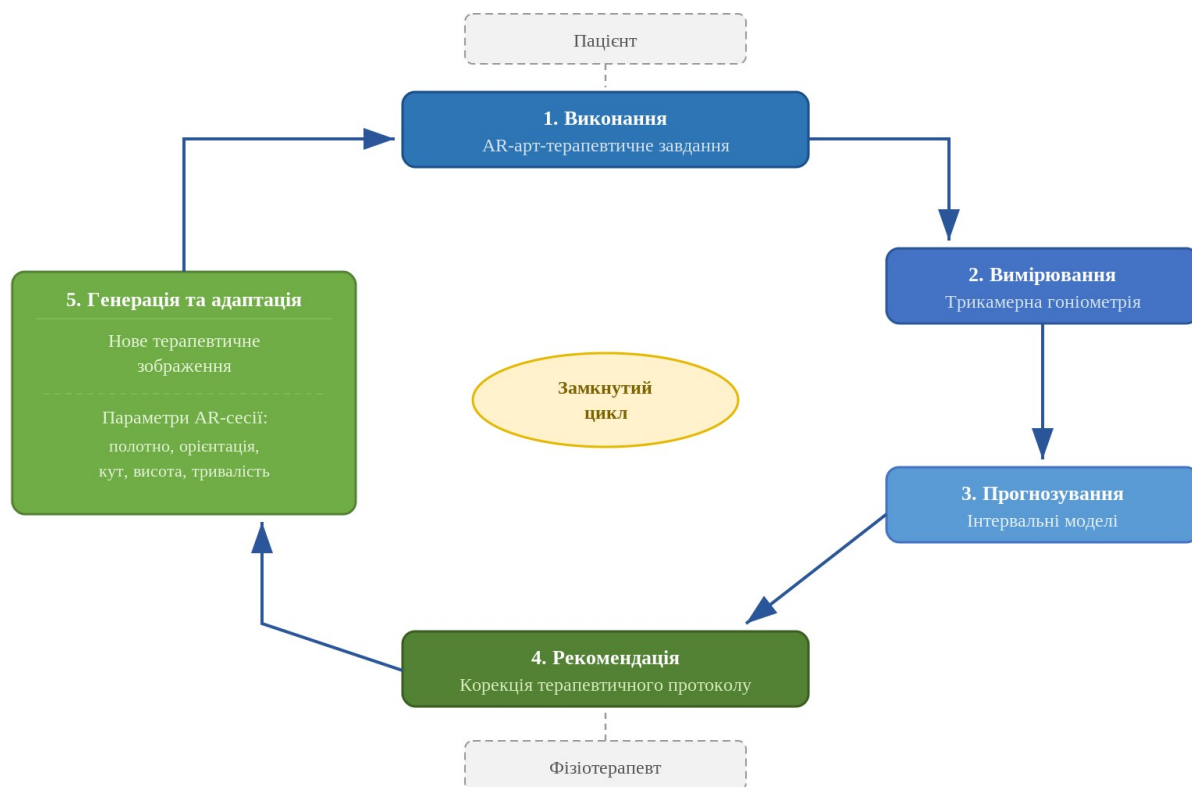 Пацієнт
1. Виконання
AR-арт-терапевтичне завдання
2. Вимірювання
Трикамерна гоніометрія
5. Генерація та адаптація
Нове терапевтичне
зображення
Параметри AR-сесії:
полотно, орієнтація,
кут, висота, тривалість
Замкнутий
цикл
3. Прогнозування
Інтервальні моделі
4. Рекомендація
Корекція терапевтичного протоколу
Фізіотерапевт